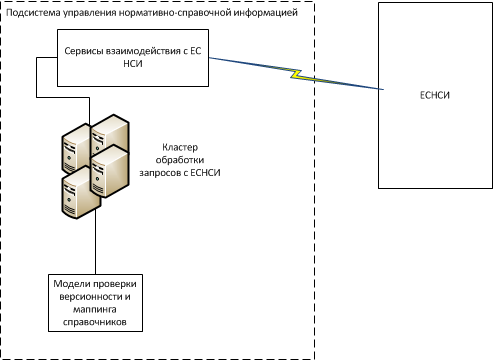 Подсистема управления нормативно-справочной информацией
Сервисы взаимодействия с ЕС
НСИ
ЕСНСИ
Кластер
обработки
запросов с ЕСНСИ
Модели проверки
версионности и
маппинга
справочников